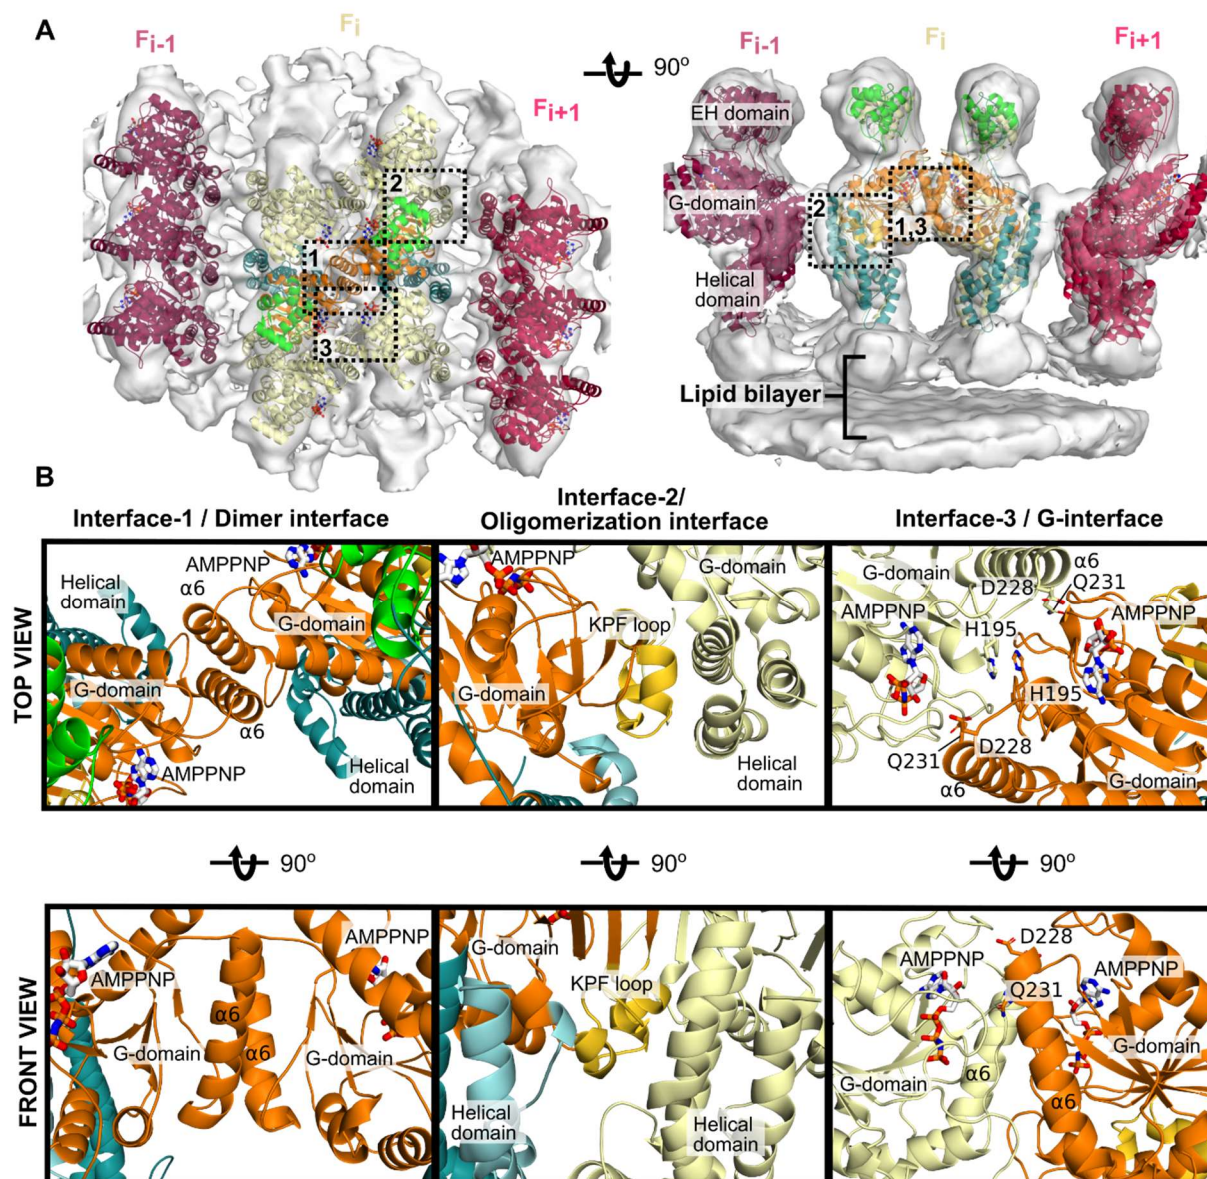 A
Fi-1
Fi
Fi+1
2
1
3
90o
Fi-1
Fi
Fi+1
EH domain
G-domain
2
1,3
Helical
domain
Lipid bilayer
B
Interface-1 / Dimer interface
Interface-2/
Oligomerization interface
Interface-3 / G-interface
TOP VIEW
Helical
domain
AMPPNP
α6
G-domain
G-domain
α6
AMPPNP
Helical
domain
AMPPNP
G-domain
KPF loop
G-domain
Helical
domain
G-domain
α6
D228
Q231
AMPPNP
AMPPNP
H195
H195
D228
Q231
α6
G-domain
90o
90o
90o
FRONT VIEW
AMPPNP
AMPPNP
α6
α6
G-domain
G-domain
G-domain
KPF loop
Helical
domain
Helical
domain
D228
AMPPNP
AMPPNP
Q231
α6
G-domain
G-domain
α6